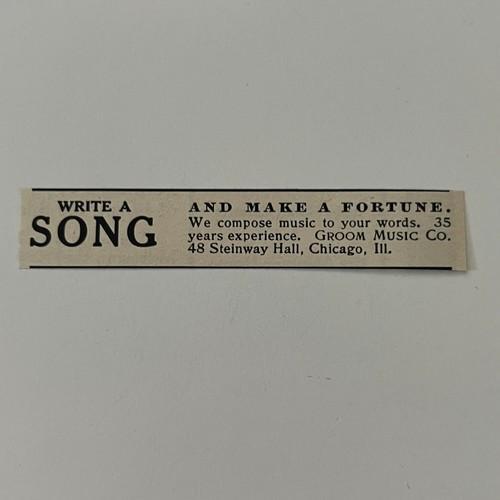 WRITE A
SONG
AND MAKE A FORTUNE.
We compose music to your words. 35
years experience. GROOM MUSIC CO.
48 Steinway Hall, Chicago, Ill.